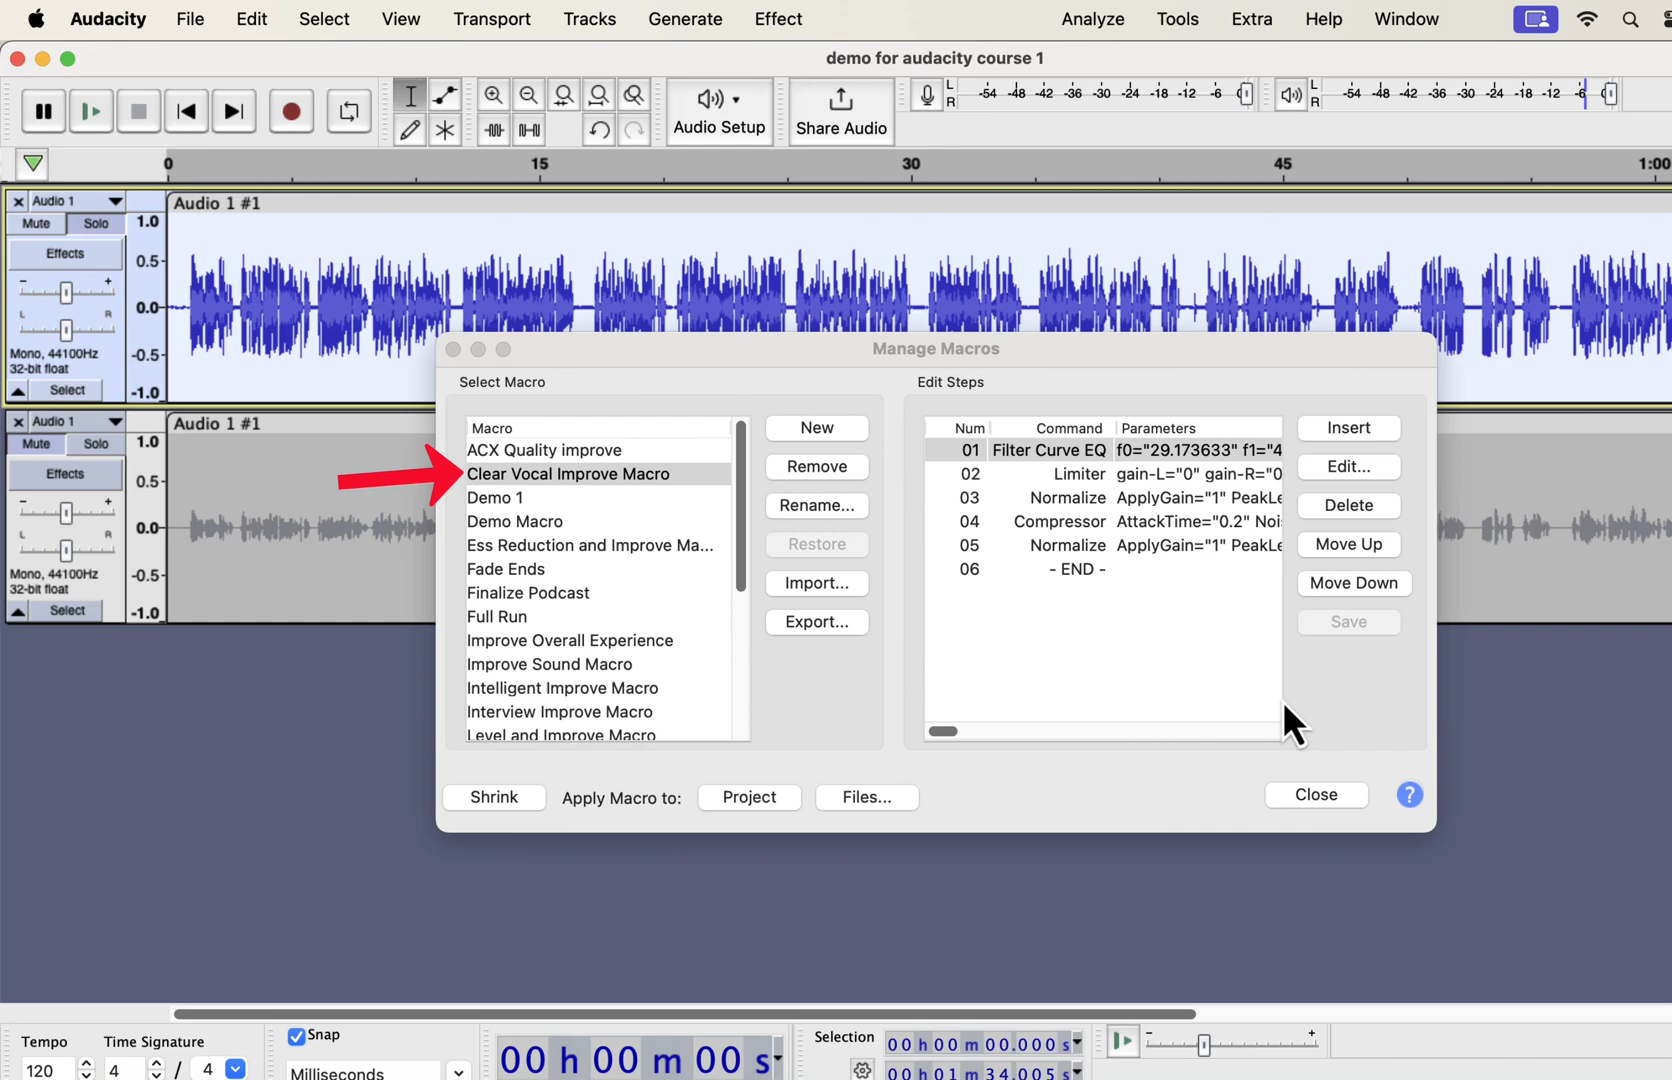 Audacity File Edit Select View Transport Tracks Generate Effect Analyze Tools Extra Help Window
demo for audacity course 1
Audio Setup
Share Audio
L
R
-54 -48 -42 -36 -30 -24 -18 -12 -6
L
R
-54 -48 -42 -36 -30 -24 -18 -12 -6
0 15 30 45 1:00
Audio 1
Audio 1 #1
Mute Solo
Effects
- +
L R
Mono, 44100Hz
32-bit float
Select
1.0
0.5
0.0
-0.5
-1.0
Audio 1
Audio 1 #1
Mute Solo
Effects
- +
L R
Mono, 44100Hz
32-bit float
Select
1.0
0.5
0.0
-0.5
-1.0
Manage Macros
Select Macro
Macro
ACX Quality improve
Clear Vocal Improve Macro
Demo 1
Demo Macro
Ess Reduction and Improve Ma...
Fade Ends
Finalize Podcast
Full Run
Improve Overall Experience
Improve Sound Macro
Intelligent Improve Macro
Interview Improve Macro
Level and Improve Macro
New
Remove
Rename...
Restore
Import...
Export...
Edit Steps
Num Command Parameters
01 Filter Curve EQ f0="29.173633" f1="4
02 Limiter gain-L="0" gain-R="0
03 Normalize ApplyGain="1" PeakLe
04 Compressor AttackTime="0.2" Noi
05 Normalize ApplyGain="1" PeakLe
06 - END -
Insert
Edit...
Delete
Move Up
Move Down
Save
Shrink Apply Macro to: Project Files... Close ?
Tempo
120
Time Signature
4 / 4
Snap
Milliseconds
00 h 00 m 00 s
Selection
00 h 00 m 00.000 s
00 h 01 m 34.005 s
- +